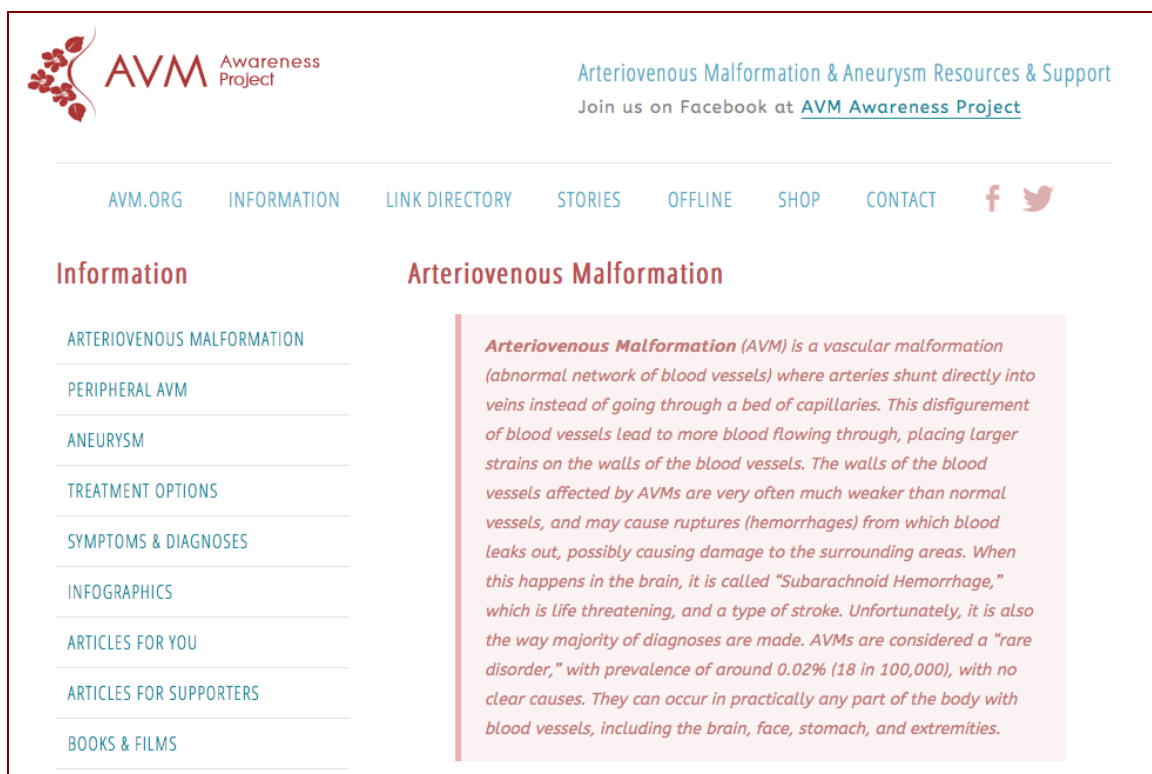 AVM Awareness
Project
Arteriovenous Malformation & Aneurysm Resources & Support
Join us on Facebook at AVM Awareness Project
AVM.ORG INFORMATION LINK DIRECTORY STORIES OFFLINE SHOP CONTACT
Information
ARTERIOVENOUS MALFORMATION
PERIPHERAL AVM
ANEURYSM
TREATMENT OPTIONS
SYMPTOMS & DIAGNOSES
INFOGRAPHICS
ARTICLES FOR YOU
ARTICLES FOR SUPPORTERS
BOOKS & FILMS
Arteriovenous Malformation
Arteriovenous Malformation (AVM) is a vascular malformation
(abnormal network of blood vessels) where arteries shunt directly into
veins instead of going through a bed of capillaries. This disfigurement
of blood vessels lead to more blood flowing through, placing larger
strains on the walls of the blood vessels. The walls of the blood
vessels affected by AVMs are very often much weaker than normal
vessels, and may cause ruptures (hemorrhages) from which blood
leaks out, possibly causing damage to the surrounding areas. When
this happens in the brain, it is called “Subarachnoid Hemorrhage,”
which is life threatening, and a type of stroke. Unfortunately, it is also
the way majority of diagnoses are made. AVMs are considered a “rare
disorder,” with prevalence of around 0.02% (18 in 100,000), with no
clear causes. They can occur in practically any part of the body with
blood vessels, including the brain, face, stomach, and extremities.